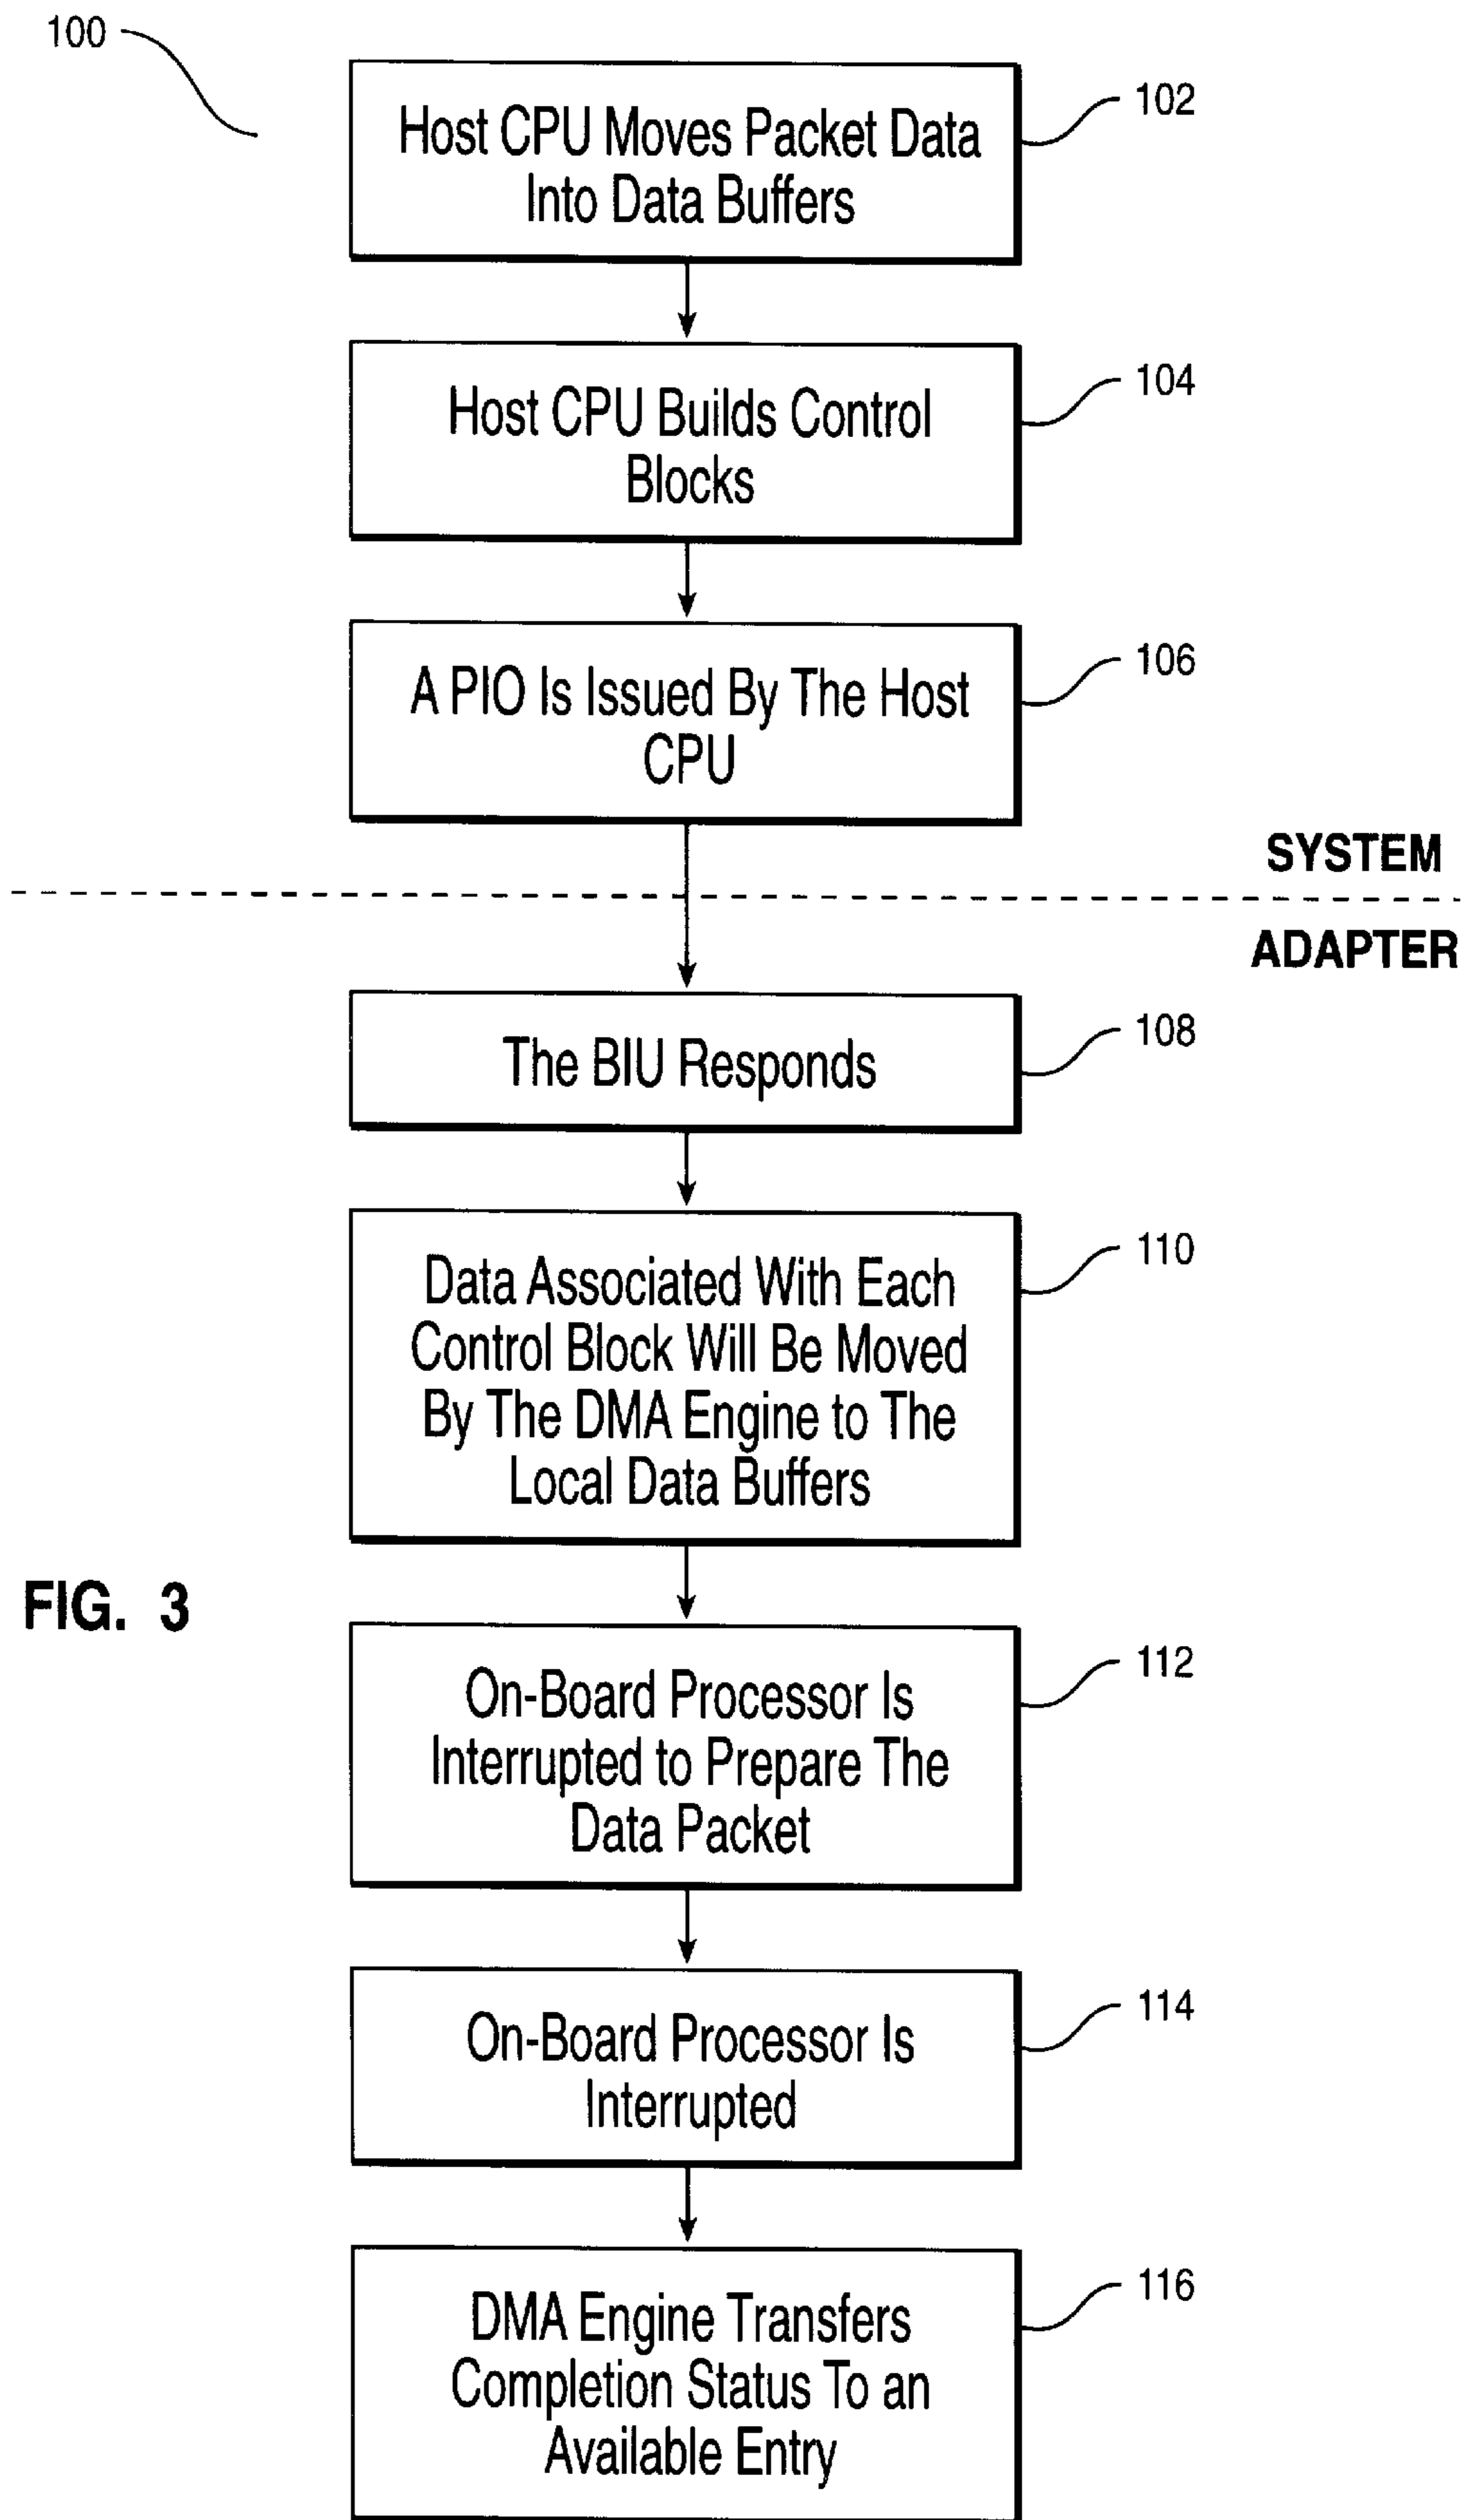 100
Host CPU Moves Packet Data
Into Data Buffers
102
Host CPU Builds Control
Blocks
104
A PIO Is Issued By The Host
CPU
106
SYSTEM
ADAPTER
The BIU Responds
108
Data Associated With Each
Control Block Will Be Moved
By The DMA Engine to The
Local Data Buffers
110
FIG. 3
On-Board Processor Is
Interrupted to Prepare The
Data Packet
112
On-Board Processor Is
Interrupted
114
DMA Engine Transfers
Completion Status To an
Available Entry
116